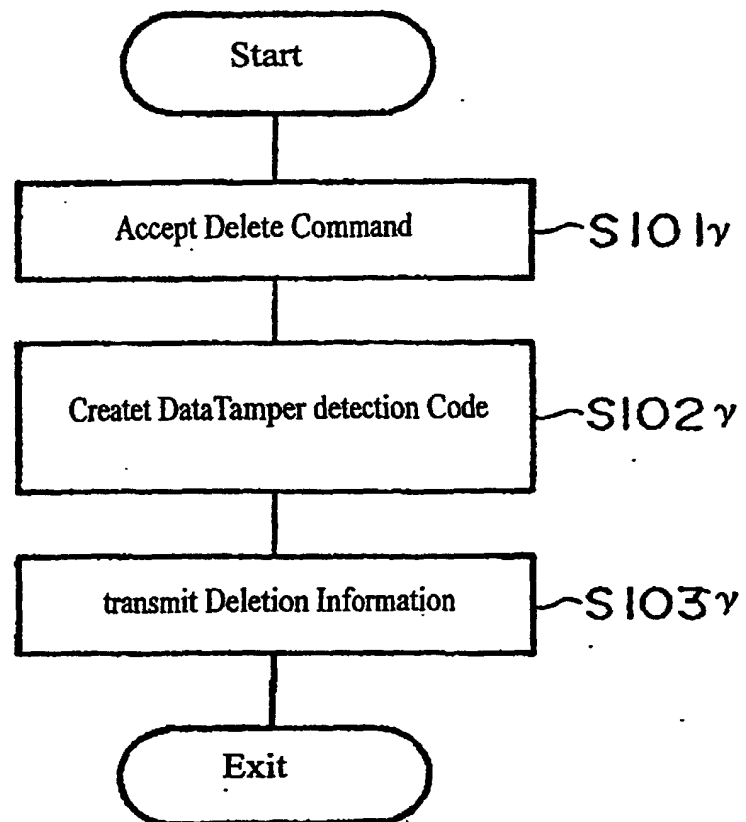 Start
Accept Delete Command
S101γ
Createt DataTamper detection Code
S102γ
transmit Deletion Information
S103γ
Exit